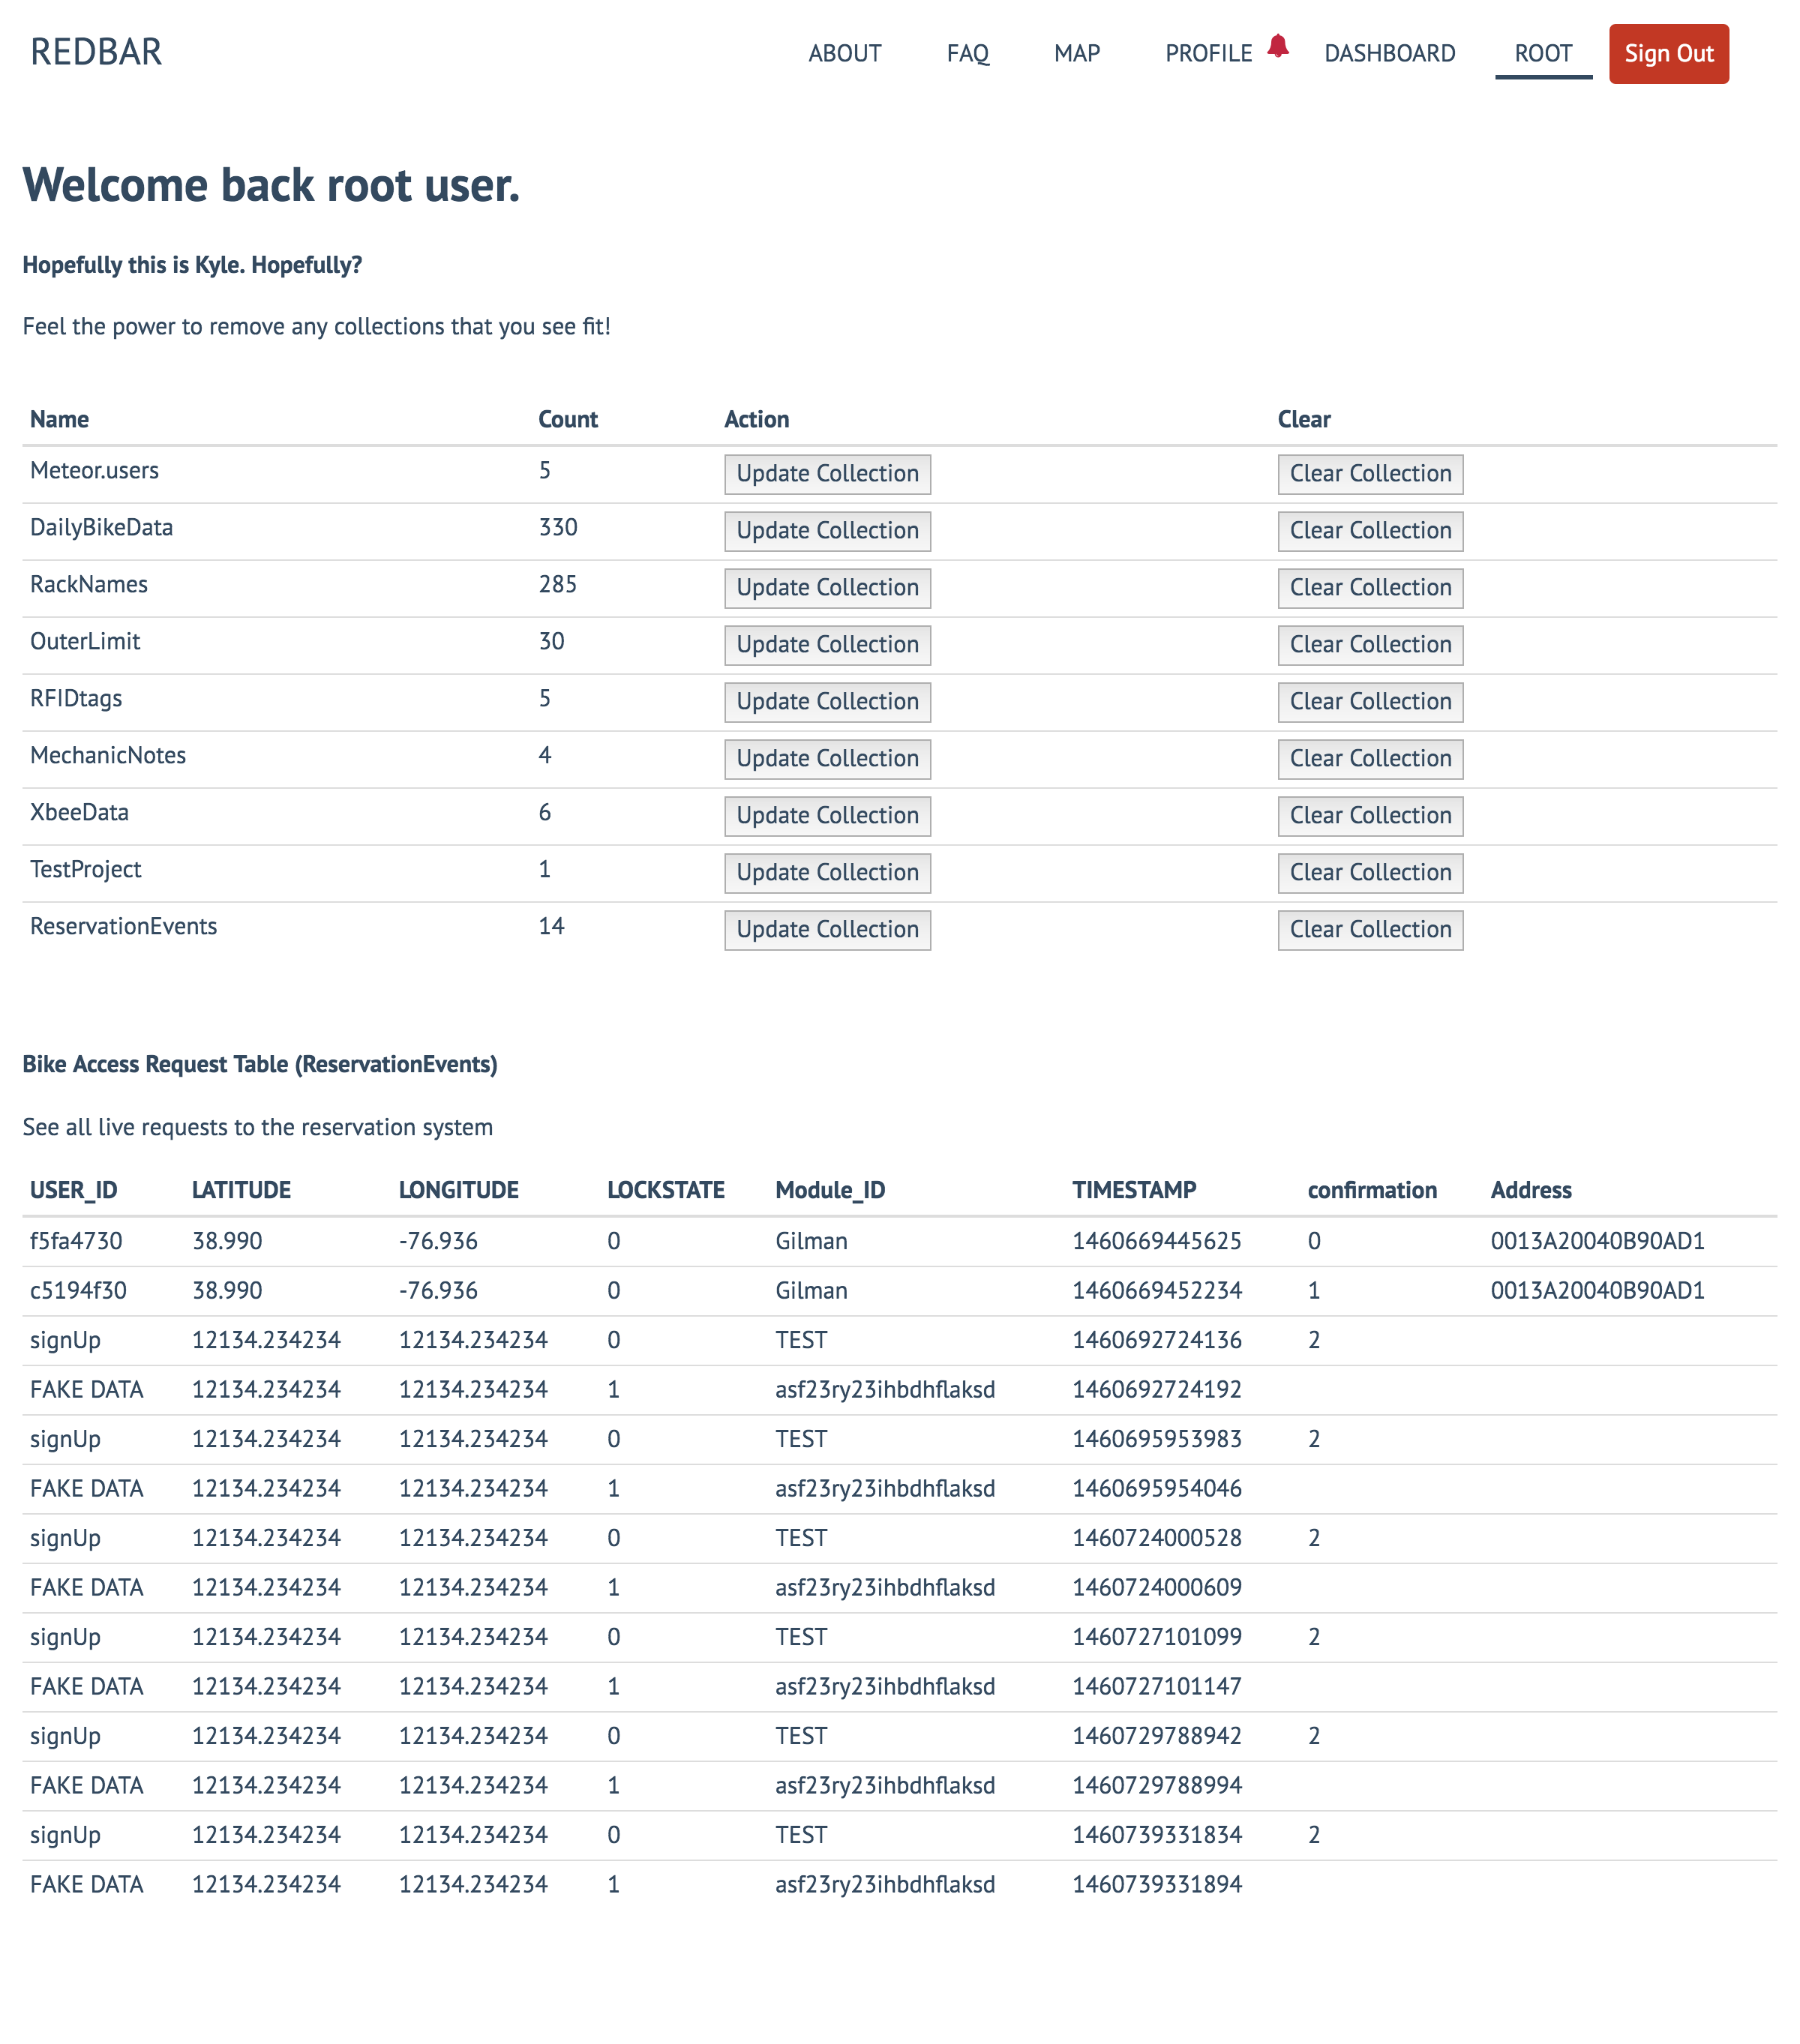 REDBAR ABOUT FAQ MAP PROFILE DASHBOARD ROOT Sign Out
Welcome back root user.
Hopefully this is Kyle. Hopefully?
Feel the power to remove any collections that you see fit!
Name Count Action Clear
Meteor.users 5 Update Collection Clear Collection
DailyBikeData 330 Update Collection Clear Collection
RackNames 285 Update Collection Clear Collection
OuterLimit 30 Update Collection Clear Collection
RFIDtags 5 Update Collection Clear Collection
MechanicNotes 4 Update Collection Clear Collection
XbeeData 6 Update Collection Clear Collection
TestProject 1 Update Collection Clear Collection
ReservationEvents 14 Update Collection Clear Collection
Bike Access Request Table (ReservationEvents)
See all live requests to the reservation system
USER_ID LATITUDE LONGITUDE LOCKSTATE Module_ID TIMESTAMP confirmation Address
f5fa4730 38.990 -76.936 0 Gilman 1460669445625 0 0013A20040B90AD1
c5194f30 38.990 -76.936 0 Gilman 1460669452234 1 0013A20040B90AD1
signUp 12134.234234 12134.234234 0 TEST 1460692724136 2
FAKE DATA 12134.234234 12134.234234 1 asf23ry23ihbdhflaksd 1460692724192
signUp 12134.234234 12134.234234 0 TEST 1460695953983 2
FAKE DATA 12134.234234 12134.234234 1 asf23ry23ihbdhflaksd 1460695954046
signUp 12134.234234 12134.234234 0 TEST 1460724000528 2
FAKE DATA 12134.234234 12134.234234 1 asf23ry23ihbdhflaksd 1460724000609
signUp 12134.234234 12134.234234 0 TEST 1460727101099 2
FAKE DATA 12134.234234 12134.234234 1 asf23ry23ihbdhflaksd 1460727101147
signUp 12134.234234 12134.234234 0 TEST 1460729788942 2
FAKE DATA 12134.234234 12134.234234 1 asf23ry23ihbdhflaksd 1460729788994
signUp 12134.234234 12134.234234 0 TEST 1460739331834 2
FAKE DATA 12134.234234 12134.234234 1 asf23ry23ihbdhflaksd 1460739331894